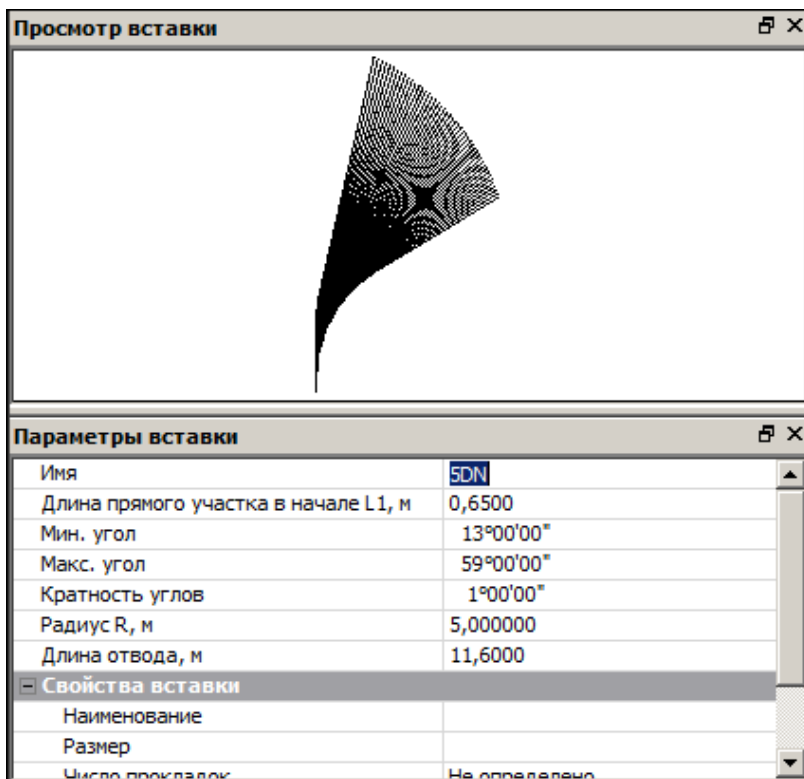 Просмотр вставки
Параметры вставки
Имя 5DN
Длина прямого участка в начале L1, м 0,6500
Мин. угол 13°00'00"
Макс. угол 59°00'00"
Кратность углов 1°00'00"
Радиус R, м 5,000000
Длина отвода, м 11,6000
Свойства вставки
Наименование
Размер
Число прокладок Не определено